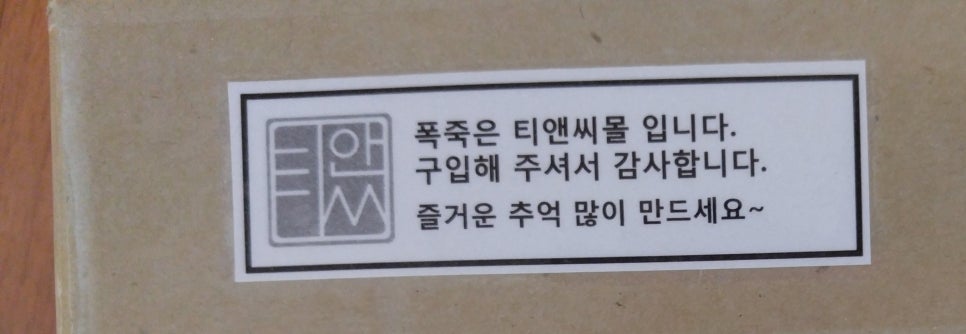 티앤씨
폭죽은 티앤씨몰 입니다.
구입해 주셔서 감사합니다.
즐거운 추억 많이 만드세요~